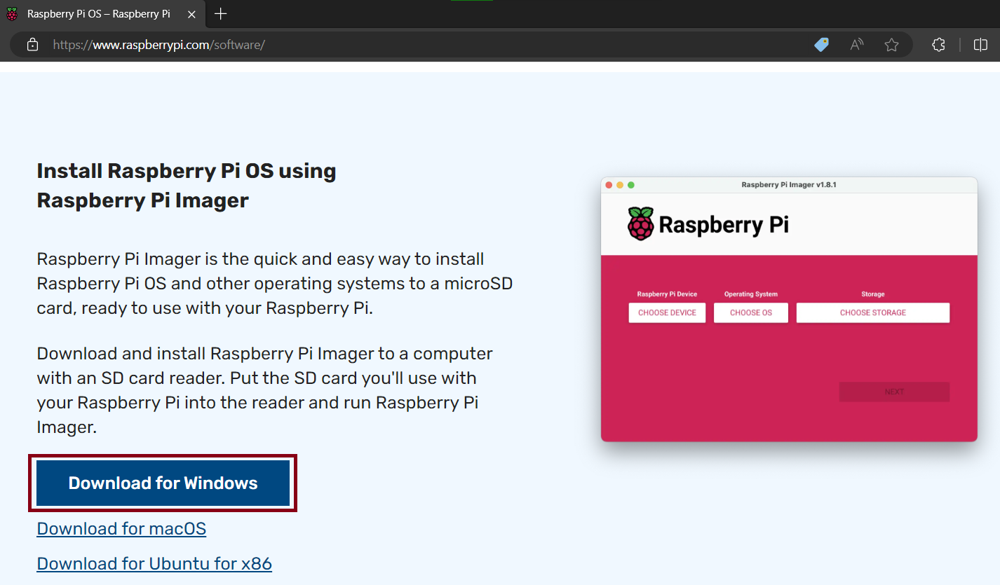 Raspberry Pi OS – Raspberry Pi
https://www.raspberrypi.com/software/
Install Raspberry Pi OS using
Raspberry Pi Imager
Raspberry Pi Imager is the quick and easy way to install
Raspberry Pi OS and other operating systems to a microSD
card, ready to use with your Raspberry Pi.
Download and install Raspberry Pi Imager to a computer
with an SD card reader. Put the SD card you'll use with
your Raspberry Pi into the reader and run Raspberry Pi
Imager.
Download for Windows
Download for macOS
Download for Ubuntu for x86
Raspberry Pi Imager v1.8.1
Raspberry Pi
Raspberry Pi Device Operating System Storage
CHOOSE DEVICE CHOOSE OS CHOOSE STORAGE
NEXT